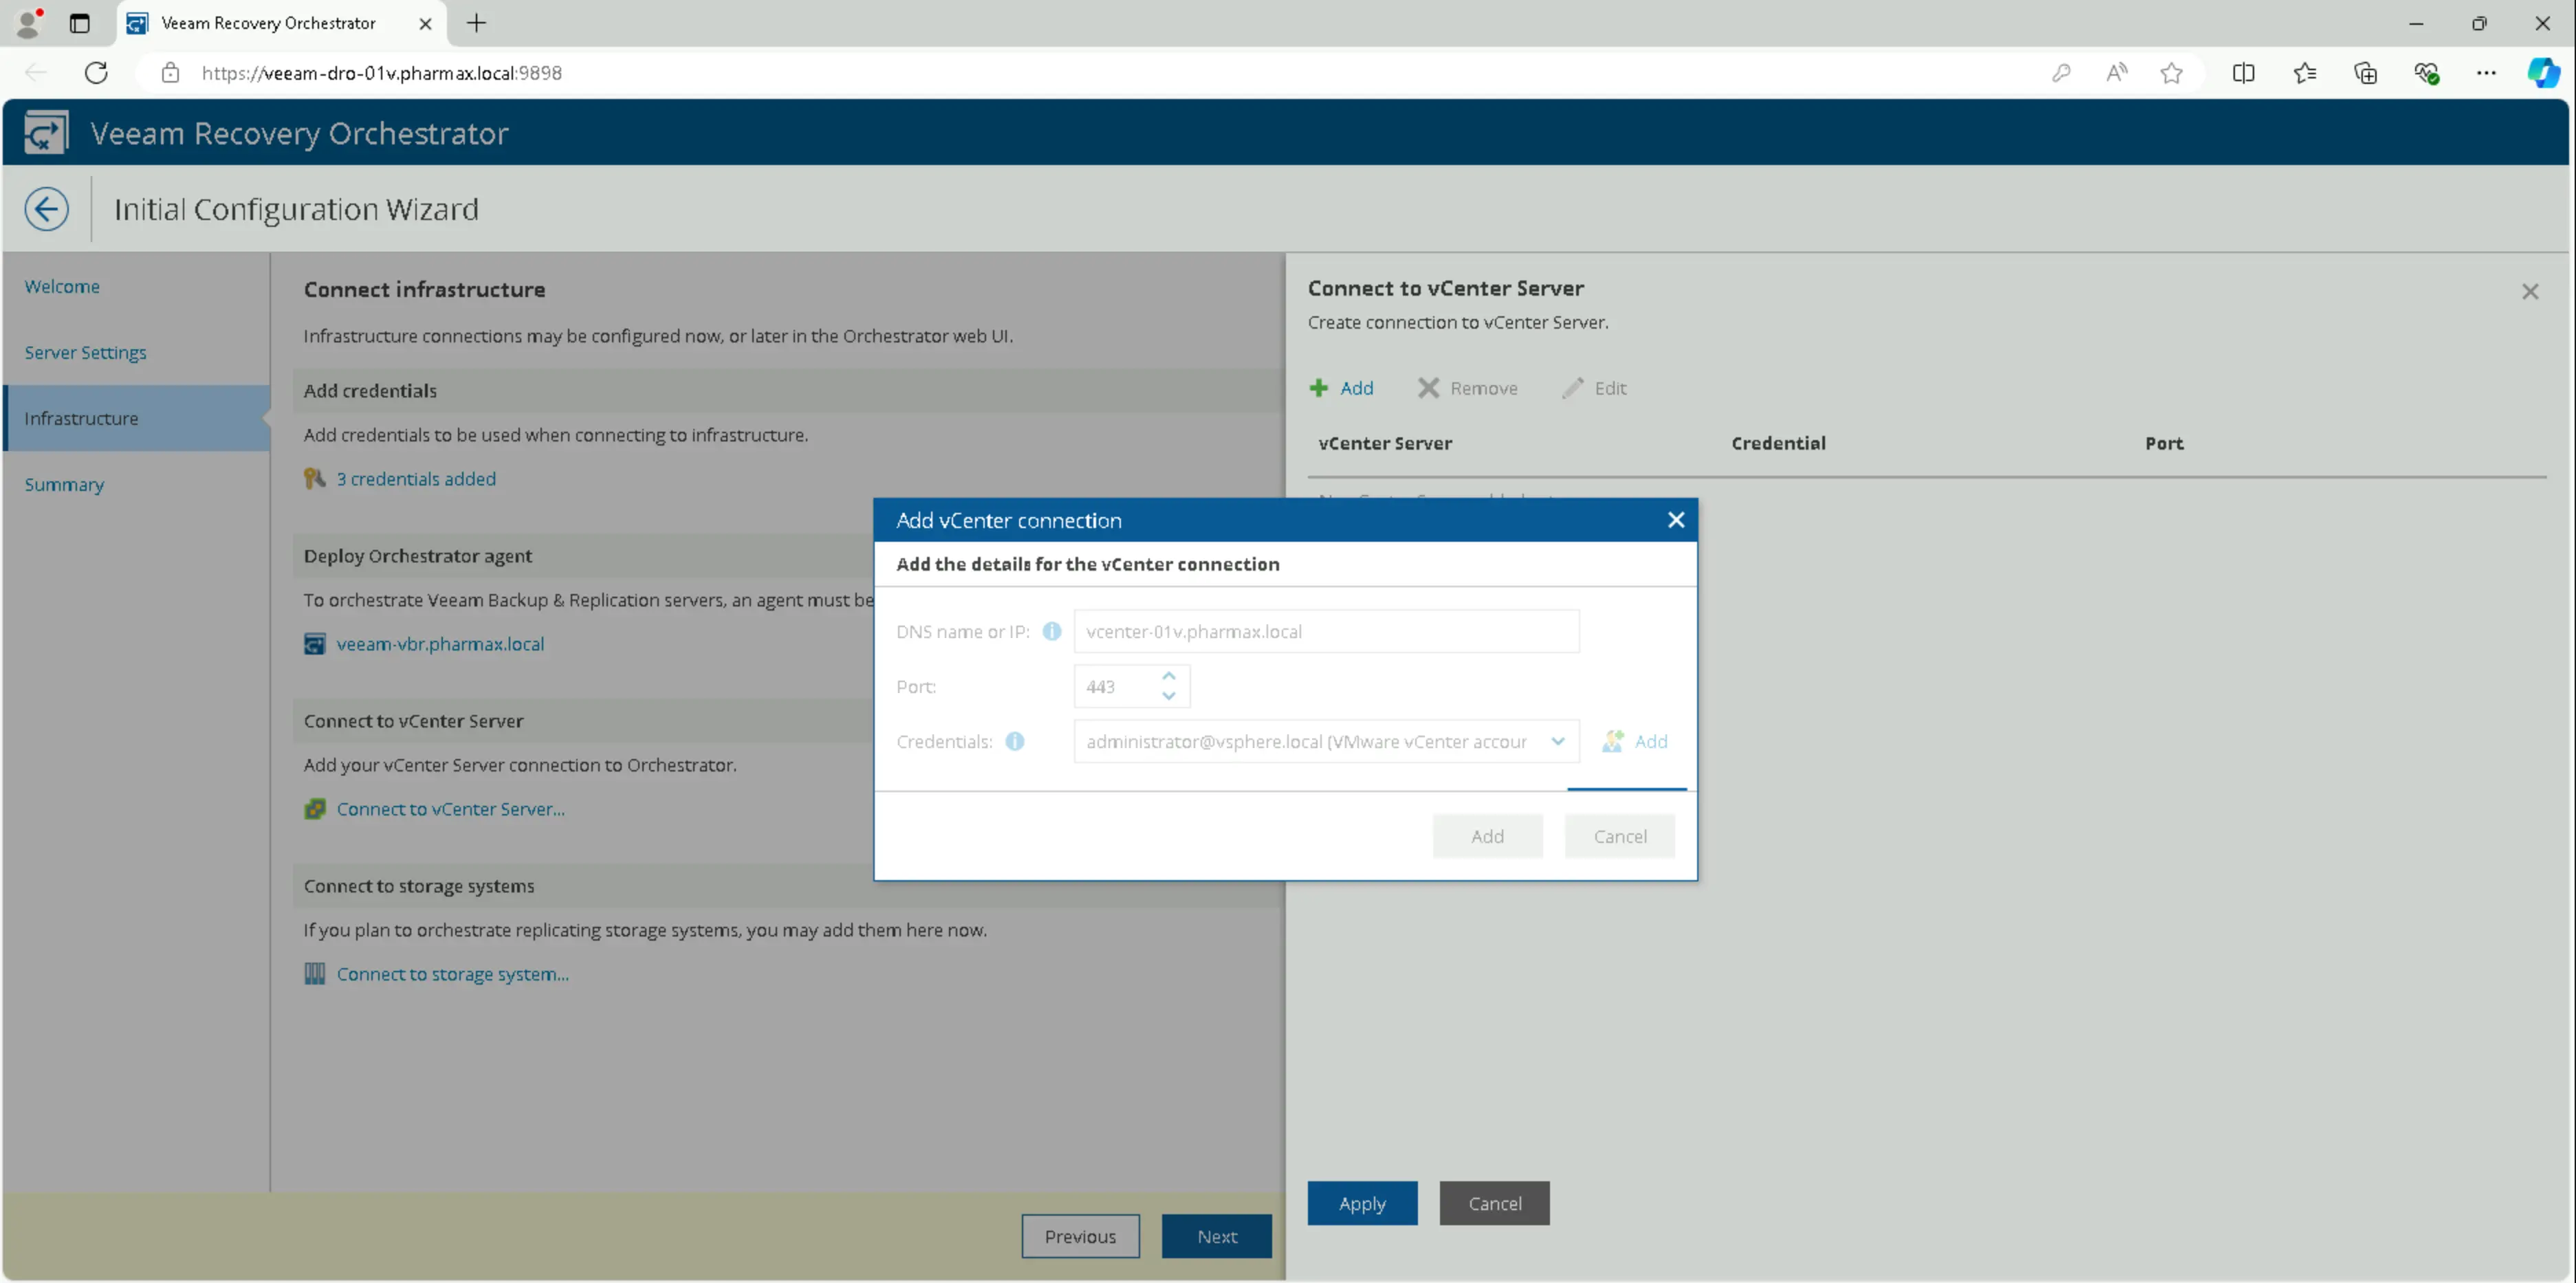 Veeam Recovery Orchestrator
https://veeam-dro-01v.pharmax.local:9898
Veeam Recovery Orchestrator
Initial Configuration Wizard
Welcome
Server Settings
Infrastructure
Summary
Connect infrastructure
Infrastructure connections may be configured now, or later in the Orchestrator web UI.
Add credentials
Add credentials to be used when connecting to infrastructure.
3 credentials added
Deploy Orchestrator agent
To orchestrate Veeam Backup & Replication servers, an agent must be
veeam-vbr.pharmax.local
Connect to vCenter Server
Add your vCenter Server connection to Orchestrator.
Connect to vCenter Server...
Connect to storage systems
If you plan to orchestrate replicating storage systems, you may add them here now.
Connect to storage system...
Previous Next
Connect to vCenter Server
Create connection to vCenter Server.
Add Remove Edit
vCenter Server Credential Port
Add vCenter connection
Add the details for the vCenter connection
DNS name or IP: vcenter-01v.pharmax.local
Port: 443
Credentials: administrator@vsphere.local (VMware vCenter accour Add
Add Cancel
Apply Cancel